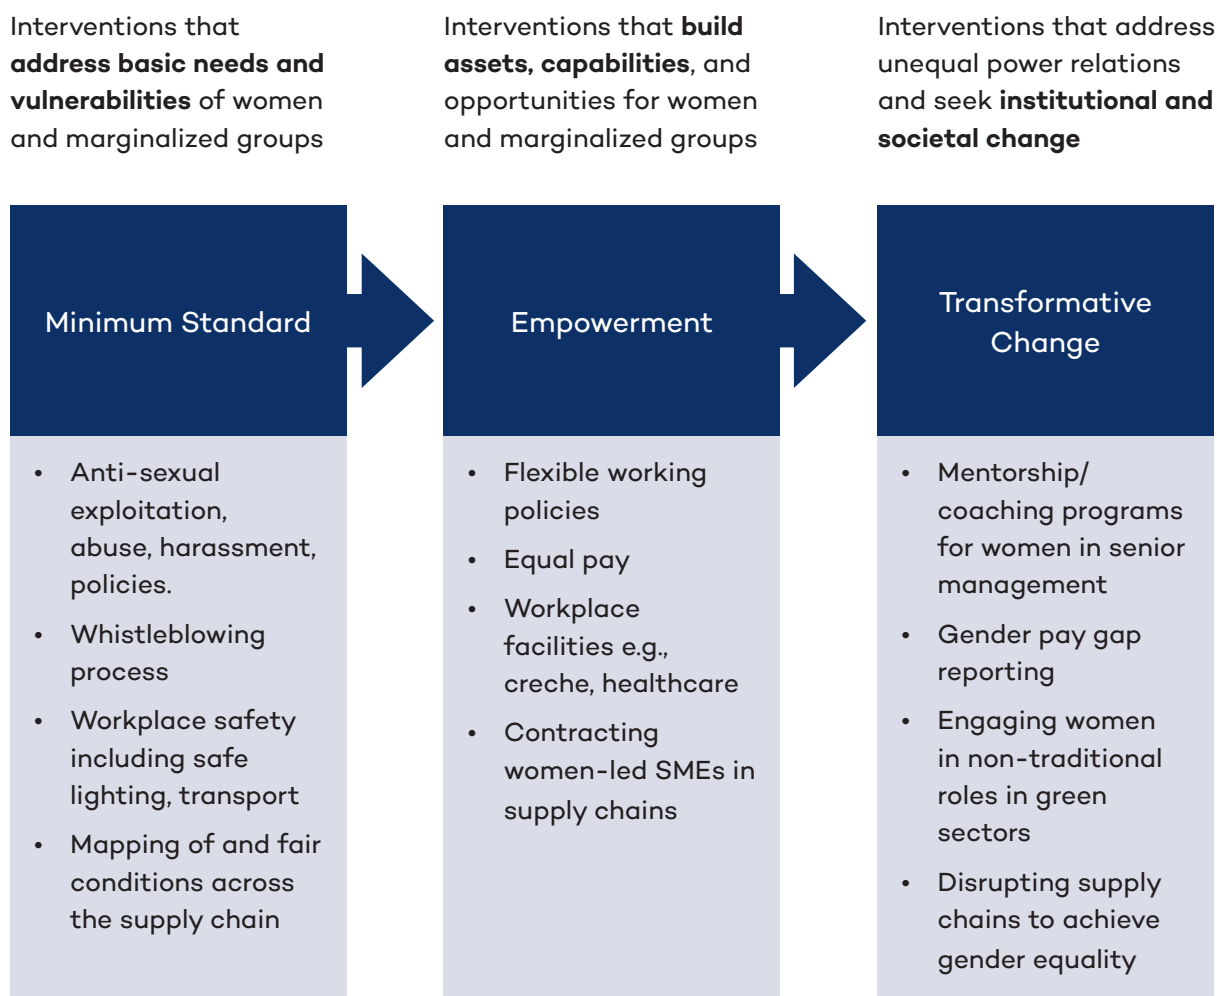 Interventions that
address basic needs and
vulnerabilities of women
and marginalized groups
Interventions that build
assets, capabilities, and
opportunities for women
and marginalized groups
Interventions that address
unequal power relations
and seek institutional and
societal change
Minimum Standard
Empowerment
Transformative
Change
• Anti-sexual
exploitation,
abuse, harassment,
policies.
• Whistleblowing
process
• Workplace safety
including safe
lighting, transport
• Mapping of and fair
conditions across
the supply chain
• Flexible working
policies
• Equal pay
• Workplace
facilities e.g.,
creche, healthcare
• Contracting
women-led SMEs in
supply chains
• Mentorship/
coaching programs
for women in senior
management
• Gender pay gap
reporting
• Engaging women
in non-traditional
roles in green
sectors
• Disrupting supply
chains to achieve
gender equality